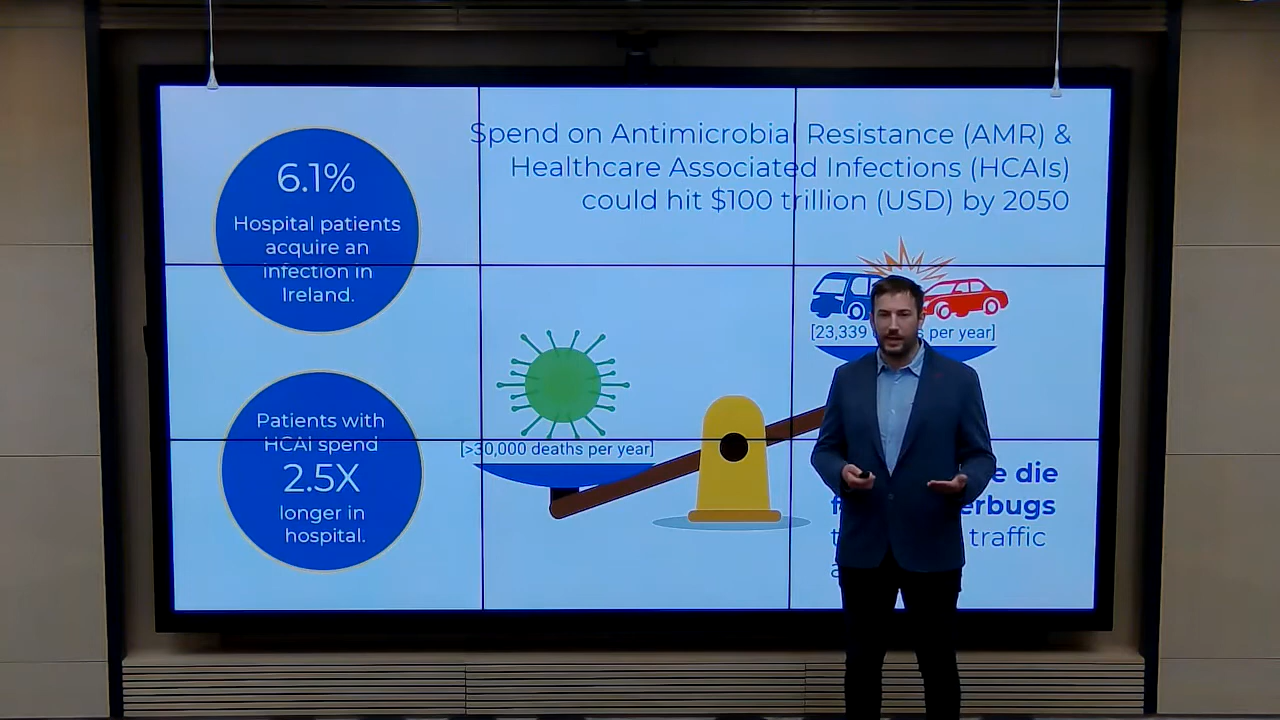 6.1%
Hospital patients
acquire an
infection in
Ireland.
Patients with
HCAI spend
2.5X
longer in
hospital.
Spend on Antimicrobial Resistance (AMR) &
Healthcare Associated Infections (HCAIs)
could hit $100 trillion (USD) by 2050
[23,339 per year]
[>30,000 deaths per year]
die
traffic